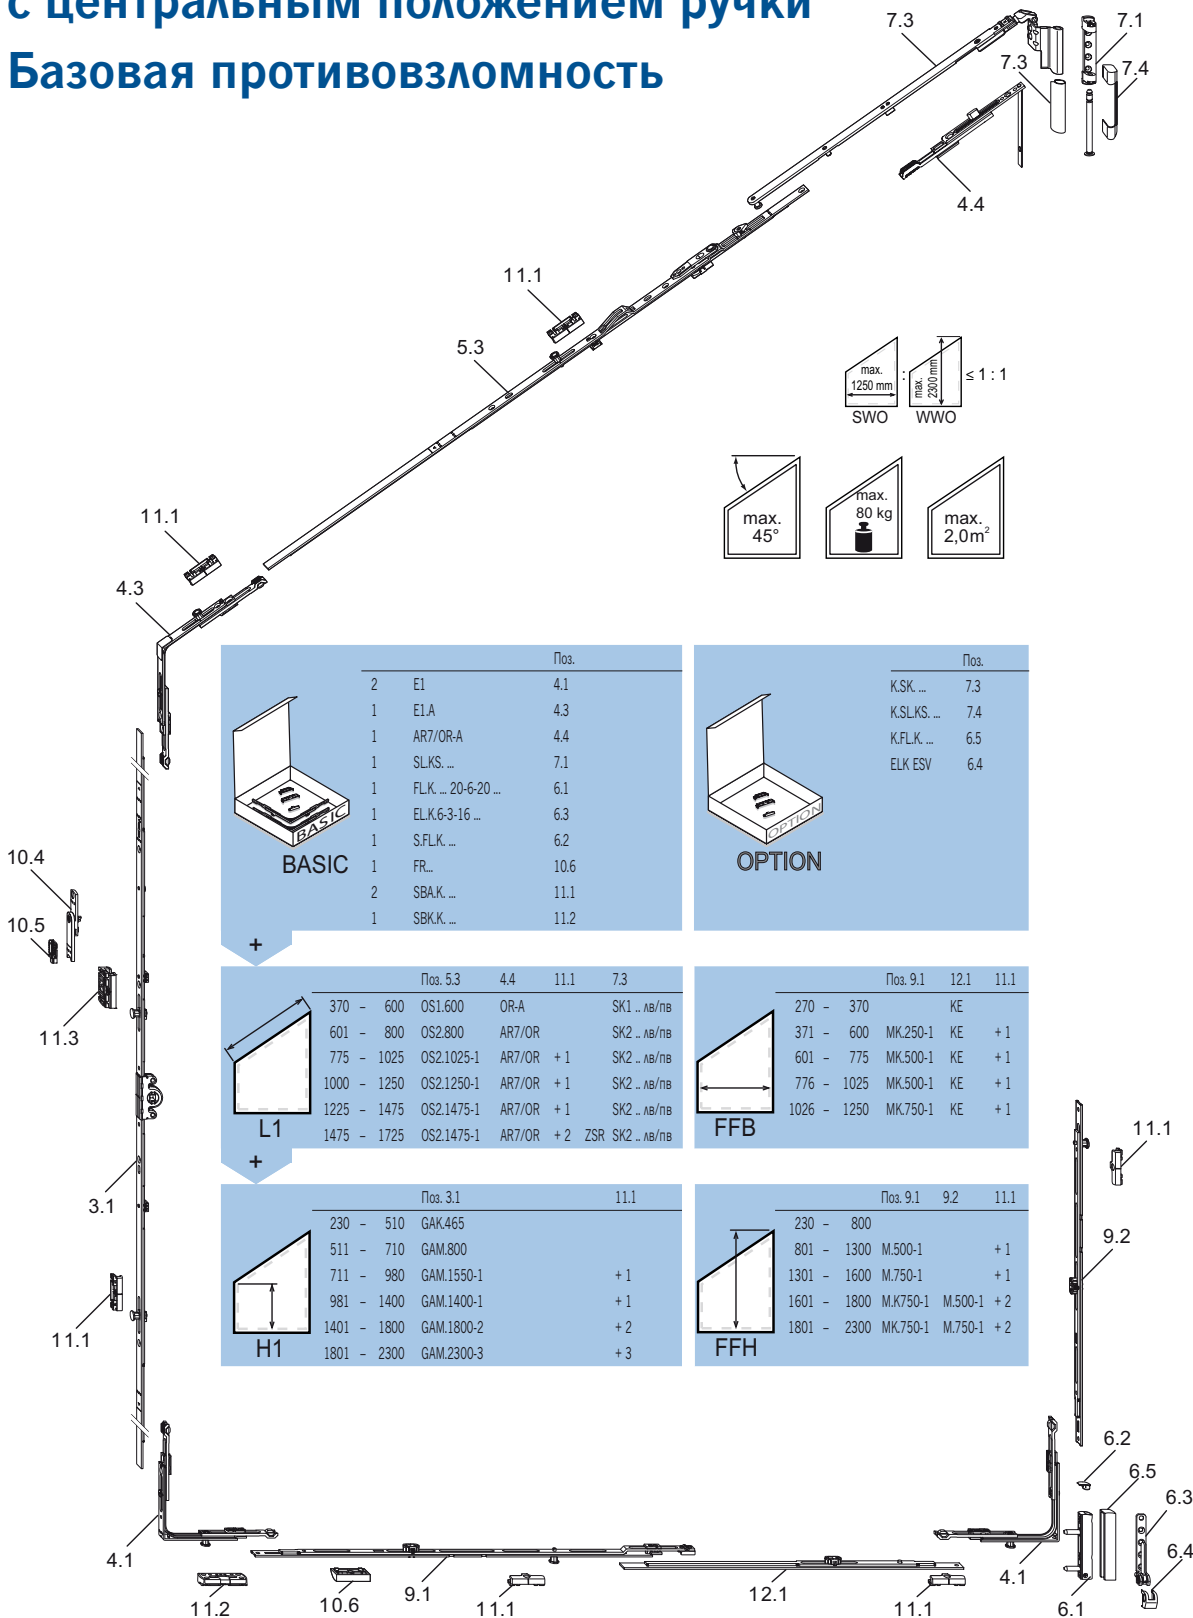 с центральным положением ручки
Базовая противовзломность
7.3
7.1
7.3
7.4
4.4
11.1
5.3
max.
1250 mm
:
max.
2300 mm
≤ 1 : 1
SWO
WWO
max.
45°
max.
80 kg
max.
2,0m²
11.1
4.3
Поз.
2 E1 4.1
1 E1.A 4.3
1 AR7/OR-A 4.4
1 SL.KS. ... 7.1
1 FL.K. ... 20-6-20 ... 6.1
1 EL.K.6-3-16 ... 6.3
1 S.FL.K. ... 6.2
1 FR... 10.6
2 SBA.K. ... 11.1
1 SBK.K. ... 11.2
BASIC
BASIC
+
Поз.
K.SK. ... 7.3
K.SL.KS. ... 7.4
K.FL.K. ... 6.5
ELK ESV 6.4
OPTION
OPTION
10.4
10.5
11.3
3.1
11.1
Поз. 5.3 4.4 11.1 7.3
370 – 600 OS1.600 OR-A SK1 .. лв/пв
601 – 800 OS2.800 AR7/OR SK2 .. лв/пв
775 – 1025 OS2.1025-1 AR7/OR + 1 SK2 .. лв/пв
1000 – 1250 OS2.1250-1 AR7/OR + 1 SK2 .. лв/пв
1225 – 1475 OS2.1475-1 AR7/OR + 1 SK2 .. лв/пв
1475 – 1725 OS2.1475-1 AR7/OR + 2 ZSR SK2 .. лв/пв
L1
+
Поз. 9.1 12.1 11.1
270 – 370 KE
371 – 600 MK.250-1 KE + 1
601 – 775 MK.500-1 KE + 1
776 – 1025 MK.500-1 KE + 1
1026 – 1250 MK.750-1 KE + 1
FFB
Поз. 3.1 11.1
230 – 510 GAK.465
511 – 710 GAM.800
711 – 980 GAM.1550-1 + 1
981 – 1400 GAM.1400-1 + 1
1401 – 1800 GAM.1800-2 + 2
1801 – 2300 GAM.2300-3 + 3
H1
Поз. 9.1 9.2 11.1
230 – 800
801 – 1300 M.500-1 + 1
1301 – 1600 M.750-1 + 1
1601 – 1800 M.K750-1 M.500-1 + 2
1801 – 2300 MK.750-1 M.750-1 + 2
FFH
11.1
9.2
6.2
6.5
6.3
6.4
4.1
11.2
10.6
9.1
11.1
12.1
11.1
4.1
6.1